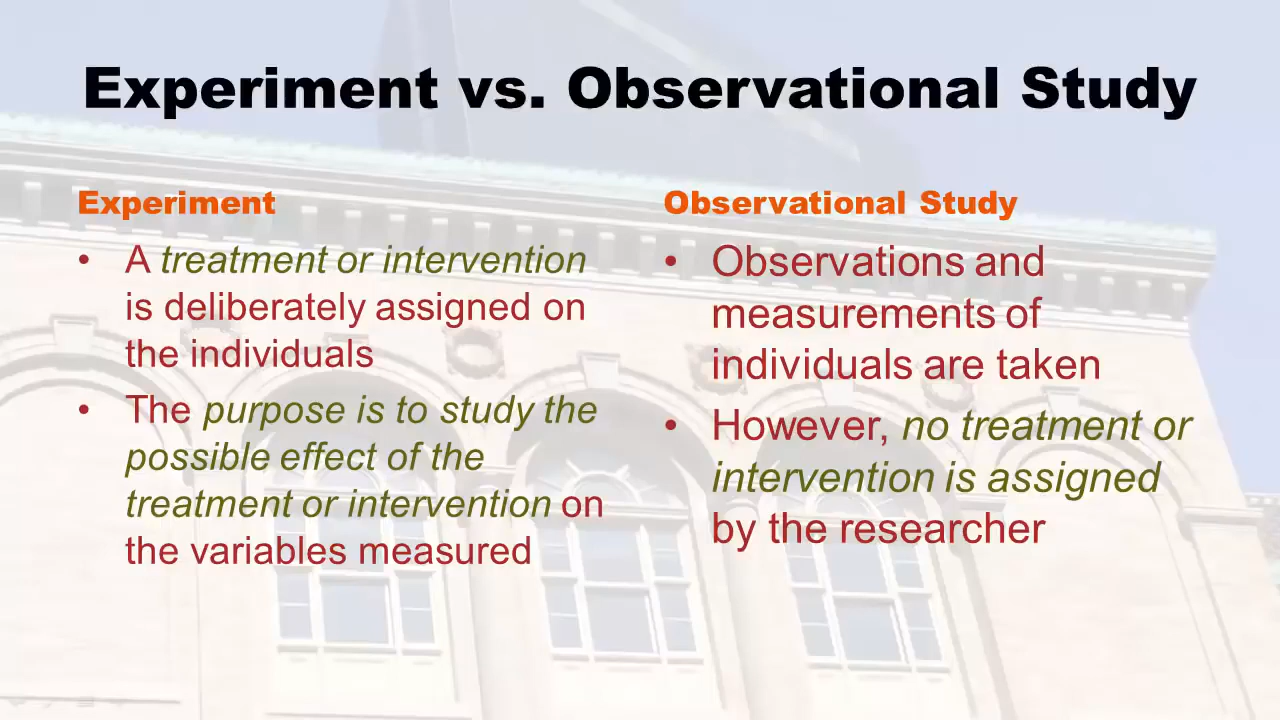 Experiment vs. Observational Study
Experiment
• A treatment or intervention
is deliberately assigned on
the individuals
• The purpose is to study the
possible effect of the
treatment or intervention on
the variables measured
Observational Study
• Observations and
measurements of
individuals are taken
• However, no treatment or
intervention is assigned
by the researcher